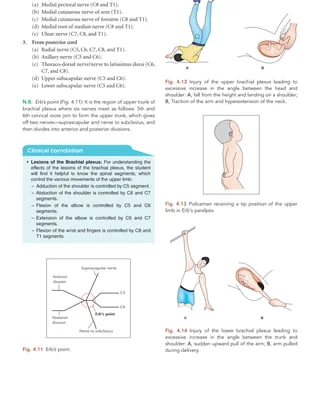 (a) Medial pectoral nerve (C8 and T1).
(b) Medial cutaneous nerve of arm (T1).
(c) Medial cutaneous nerve of forearm (C8 and T1).
(d) Medial root of median nerve (C8 and T1).
(e) Ulnar nerve (C7, C8, and T1).
3. From posterior cord
(a) Radial nerve (C5, C6, C7, C8, and T1).
(b) Axillary nerve (C5 and C6).
(c) Thoraco-dorsal nerve/nerve to latissimus dorsi (C6,
C7, and C8).
(d) Upper subscapular nerve (C5 and C6).
(e) Lower subscapular nerve (C5 and C6).
N.B. Erb's point (Fig. 4.11): It is the region of upper trunk of
brachial plexus where six nerves meet as follows: 5th and
6th cervical roots join to form the upper trunk, which gives
off two nerves—suprascapular and nerve to subclavius, and
then divides into anterior and posterior divisions.
Clinical correlation
• Lesions of the Brachial plexus: For understanding the
effects of the lesions of the brachial plexus, the student
will find it helpful to know the spinal segments, which
control the various movements of the upper limb:
– Adduction of the shoulder is controlled by C5 segment.
– Abduction of the shoulder is controlled by C6 and C7
segments.
– Flexion of the elbow is controlled by C5 and C6
segments.
– Extension of the elbow is controlled by C6 and C7
segments.
– Flexion of the wrist and fingers is controlled by C8 and
T1 segments.
Suprascapular nerve
Anterior
division
C5
C6
Erb's point
Posterior
division
Nerve to subclavius
Fig. 4.11 Erb's point.
A
B
Fig. 4.12 Injury of the upper brachial plexus leading to
excessive increase in the angle between the head and
shoulder: A, fall from the height and landing on a shoulder;
B, Traction of the arm and hyperextension of the neck.
Fig. 4.13 Policeman receiving a tip position of the upper
limb in Erb's paralysis.
A
B
Fig. 4.14 Injury of the lower brachial plexus leading to
excessive increase in the angle between the trunk and
shoulder: A, sudden upward pull of the arm; B, arm pulled
during delivery.